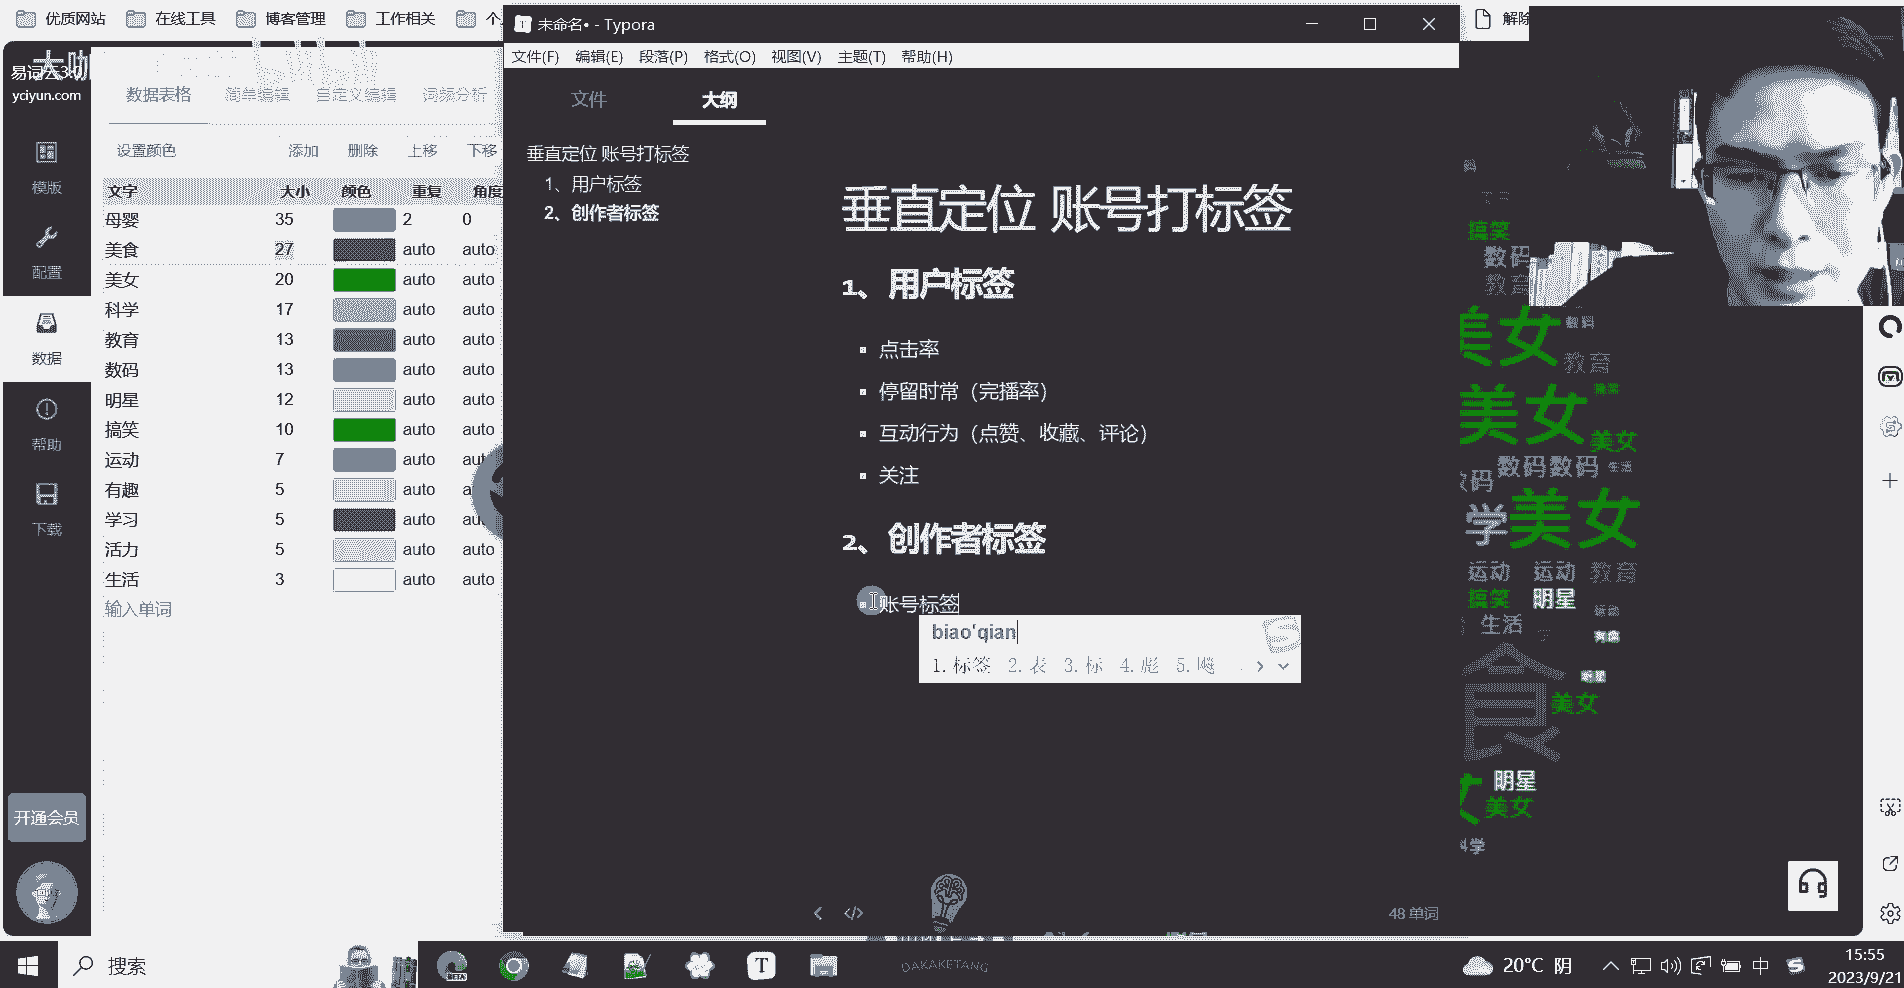 优质网站
在线工具
博客管理
工作相关
解除
易词云3.0
yciyun.com
模版
配置
数据
帮助
下载
开通会员
数据表格
简单编辑
自定义编辑
词频分析
设置颜色
添加
删除
上移
下移
文字 大小 颜色 重复 角度
母婴 35 2 0
美食 27 auto auto
美女 20 auto auto
科学 17 auto auto
教育 13 auto auto
数码 13 auto auto
明星 12 auto auto
搞笑 10 auto auto
运动 7 auto
有趣 5 auto
学习 5 auto
活力 5 auto auto
生活 3 auto auto
输入单词
未命名• - Typora
文件(F) 编辑(E) 段落(P) 格式(O) 视图(V) 主题(T) 帮助(H)
文件 大纲
垂直定位 账号打标签
1、用户标签
2、创作者标签
垂直定位 账号打标签
1、 用户标签
点击率
停留时常（完播率）
互动行为（点赞、收藏、评论）
关注
2、 创作者标签
账号标签
biao'qian
1. 标签 2. 表 3. 标 4. 彪 5. 飚
48 单词
搞笑
数码
教育
美女
数码
教育
美女
美女
数码数码
生活
学
美女
运动 运动 教育
搞笑 明星
生活
食
美女
明星
美女
搜索
DAKAKETANG
20°C 阴
中
15:55
2023/9/21